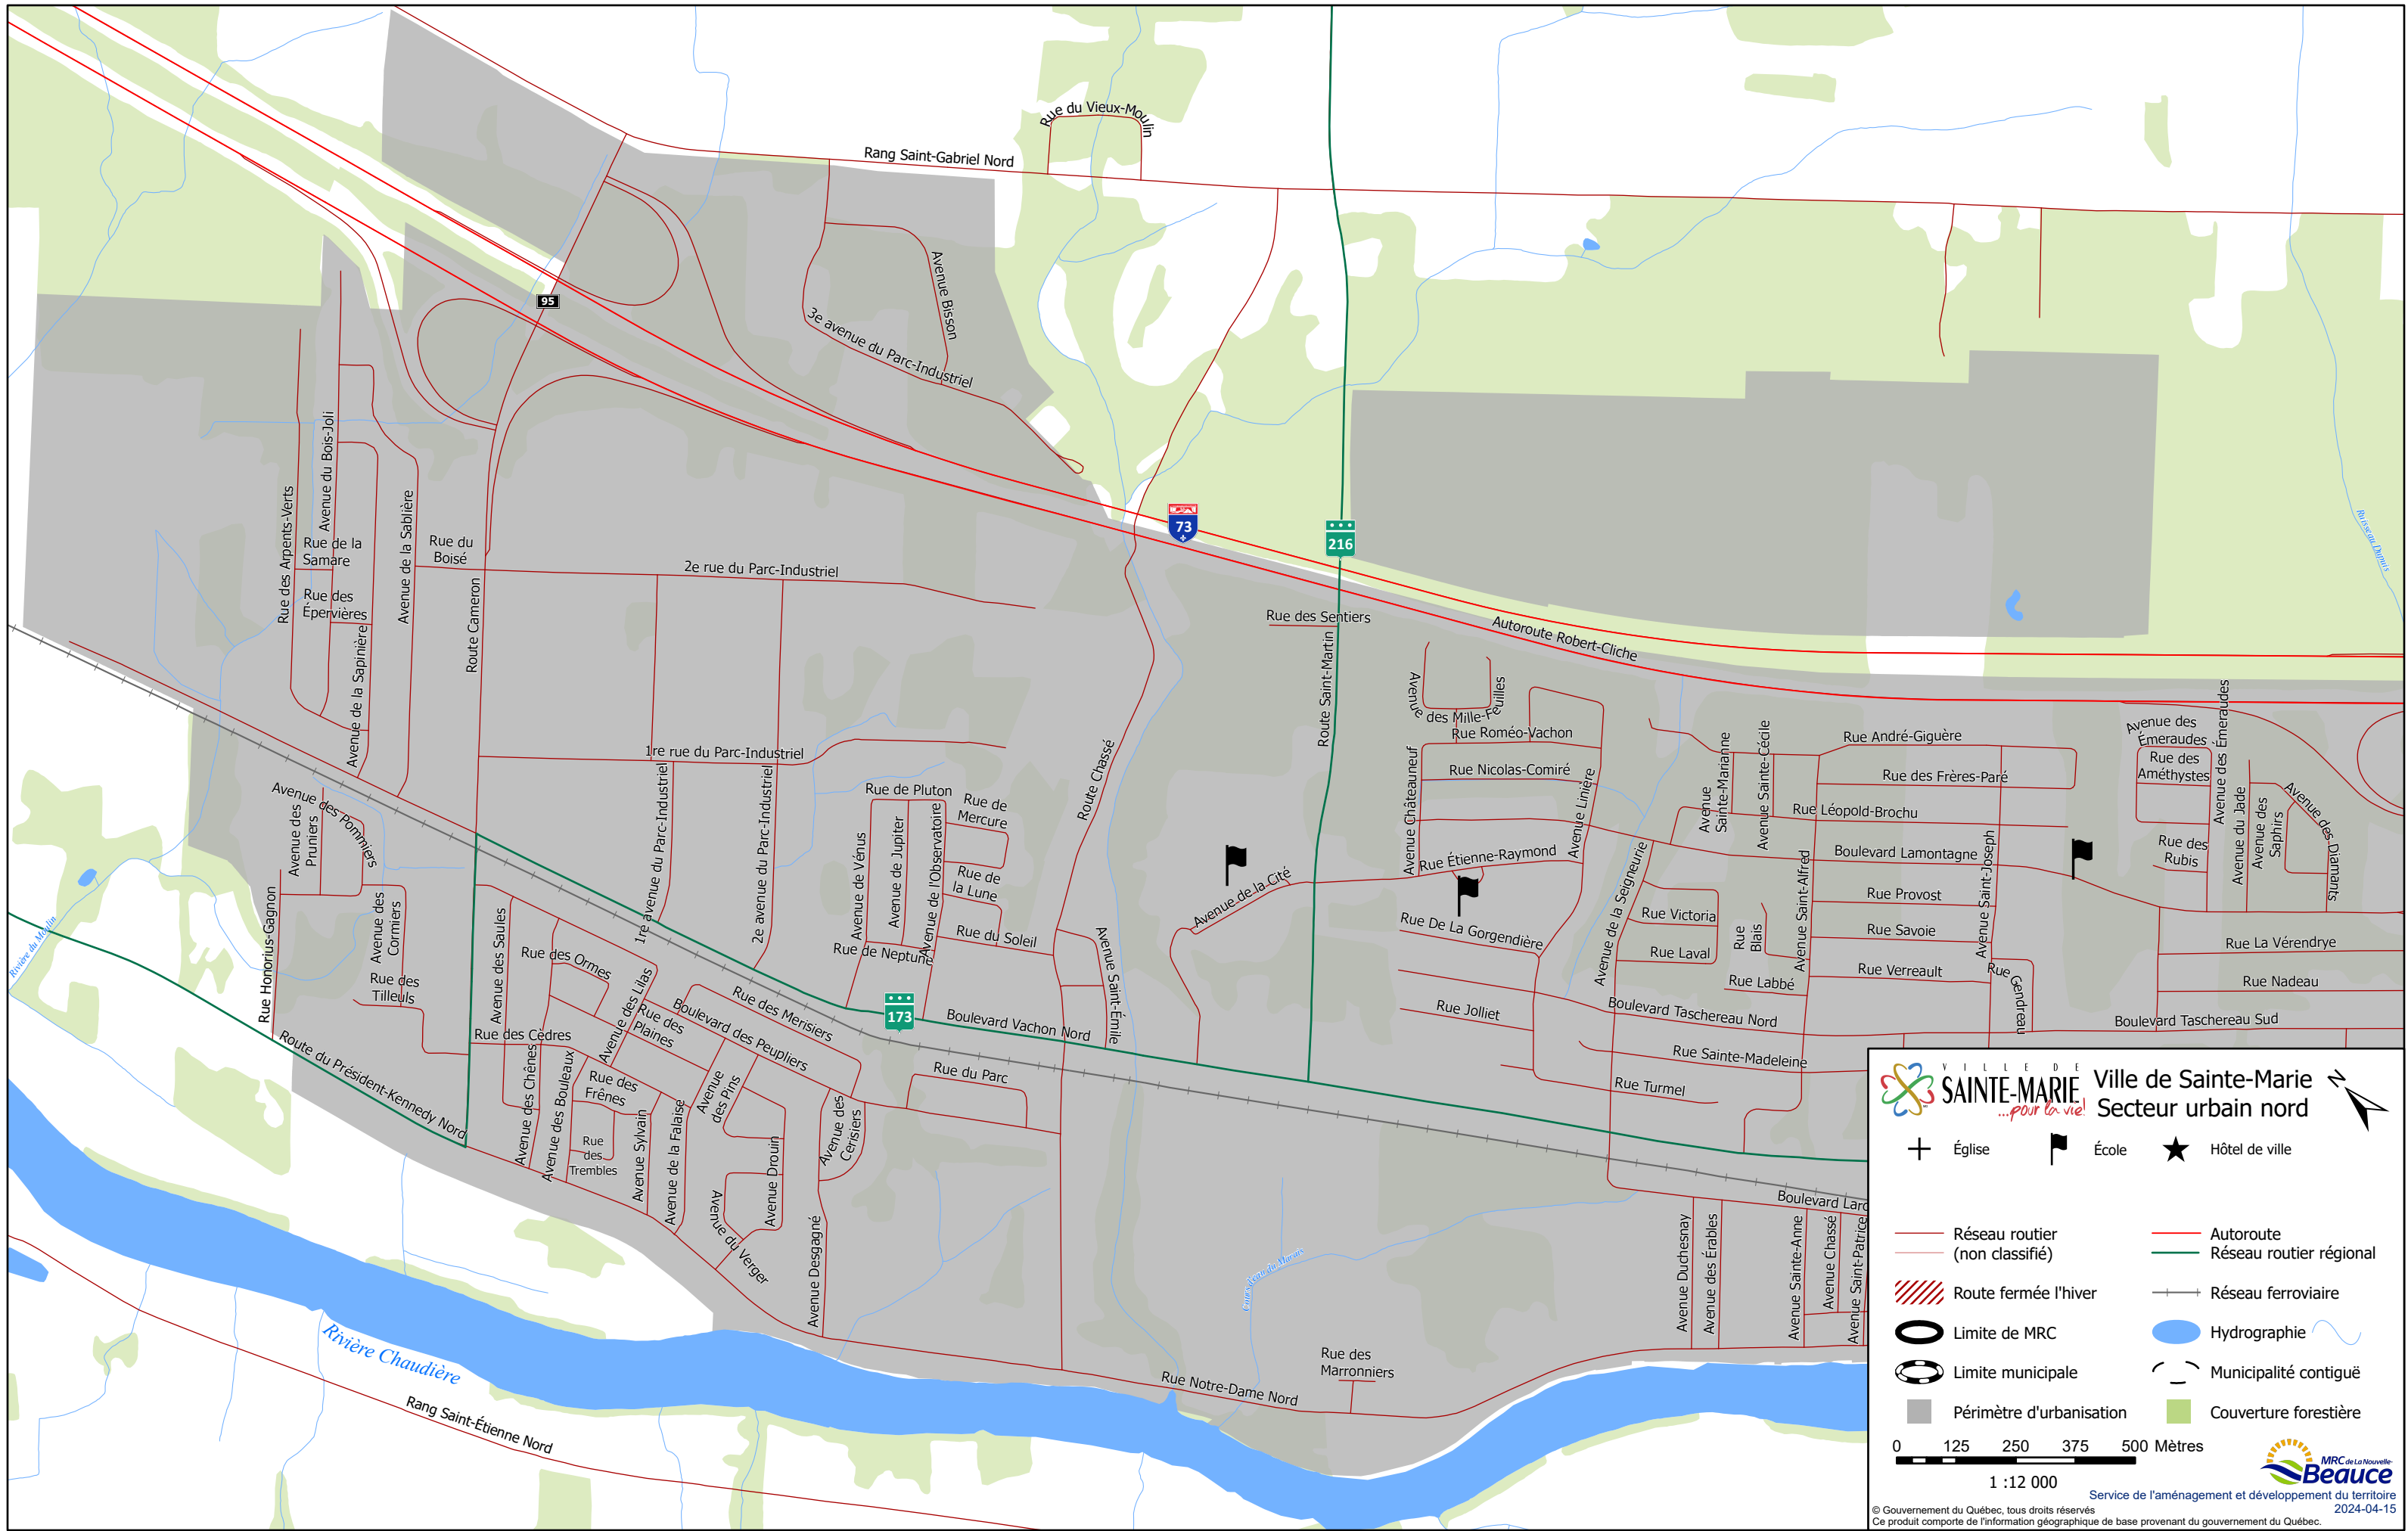 Rue du Vieux-Moulin
Rang Saint-Gabriel Nord
Avenue Bisson
3e avenue du Parc-Industriel
95
73
216
Ruisseau Dupuis
Rue des Arpents-Verts
Avenue du Bois-Joli
Rue de la
Samare
Rue des
Épervières
Avenue de la Sapinière
Avenue de la Sablière
Rue du
Boisé
Route Cameron
2e rue du Parc-Industriel
1re rue du Parc-Industriel
1re avenue du Parc-Industriel
2e avenue du Parc-Industriel
Rue des Sentiers
Route Saint-Martin
Autoroute Robert-Cliche
Avenue
des Mille-Feuilles
Rue Roméo-Vachon
Rue Nicolas-Comiré
Avenue Châteauneuf
Rue Étienne-Raymond
Avenue Linière
Route Chassé
Avenue de la Cité
Rue De La Gorgendière
Rue Jolliet
Avenue de la Seigneurie
Avenue
Sainte-Marianne
Avenue Sainte-Cécile
Rue André-Giguère
Rue des Frères-Paré
Rue Léopold-Brochu
Boulevard Lamontagne
Avenue Saint-Joseph
Avenue Saint-Alfred
Rue Provost
Rue Savoie
Rue Verreault
Rue Gendreau
Rue Victoria
Rue Laval
Rue
Blais
Rue Labbé
Boulevard Taschereau Nord
Boulevard Taschereau Sud
Rue Sainte-Madeleine
Rue Turmel
Avenue des
Émeraudes
Avenue des Émeraudes
Rue des
Améthystes
Rue des
Rubis
Avenue du Jade
Avenue des
Saphirs
Avenue des Diamants
Rue La Vérendrye
Rue Nadeau
Avenue des Pommiers
Avenue des
Pruniers
Avenue des
Cormiers
Rue Honorius-Gagnon
Rue des
Tilleuls
Rivière du Moulin
Route du Président-Kennedy Nord
Avenue des Saules
Rue des Ormes
Rue des Cèdres
Avenue des Lilas
Rue des
Plaines
Boulevard des Peupliers
Rue des Merisiers
Avenue des Chênes
Avenue des Bouleaux
Rue des
Frênes
Rue
des
Trembles
Avenue Sylvain
Avenue de la Falaise
Avenue
des Pins
Avenue Drouin
Avenue du Verger
Avenue des
Cerisiers
Avenue Desgagné
Rue du Parc
Rue de Pluton
Rue de
Mercure
Avenue de Vénus
Avenue de Jupiter
Avenue de l'Observatoire
Rue de
la Lune
Rue du Soleil
Rue de Neptune
173
Boulevard Vachon Nord
Avenue Saint-Émile
Cours d'eau du Marais
Rue des
Marronniers
Rue Notre-Dame Nord
Rivière Chaudière
Rang Saint-Étienne Nord
Avenue Duchesnay
Avenue des Érables
Avenue Sainte-Anne
Avenue Chassé
Avenue Saint-Patrice
Boulevard Laro
VILLE DE
SAINTE-MARIE
...pour la vie!
Ville de Sainte-Marie
Secteur urbain nord
N
Église
École
Hôtel de ville
Réseau routier
(non classifié)
Autoroute
Réseau routier régional
Route fermée l'hiver
Réseau ferroviaire
Limite de MRC
Hydrographie
Limite municipale
Municipalité contiguë
Périmètre d'urbanisation
Couverture forestière
0 125 250 375 500 Mètres
1 :12 000
MRC de La Nouvelle-
Beauce
Service de l'aménagement et développement du territoire
2024-04-15
© Gouvernement du Québec, tous droits réservés
Ce produit comporte de l'information géographique de base provenant du gouvernement du Québec.